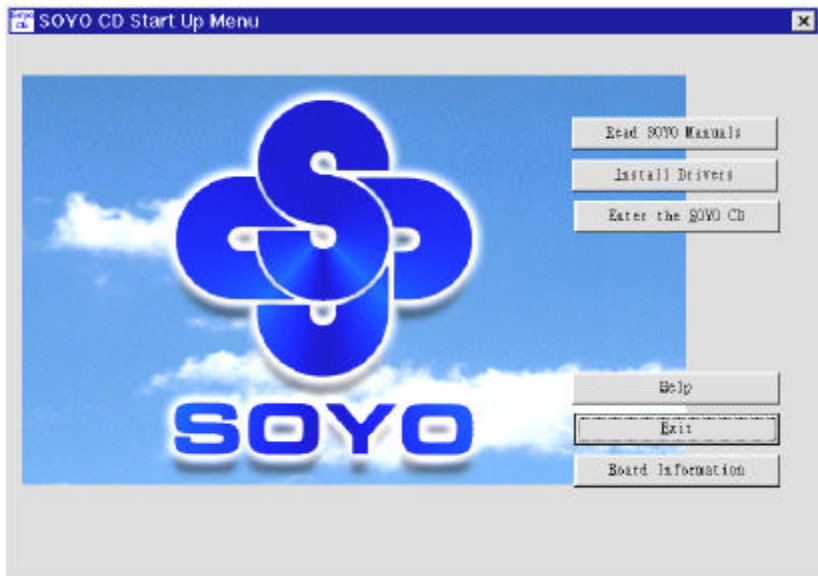 SOYO CD Start Up Menu
Read SOYO Manuals
Install Drivers
Enter the SOYO CD
SOYO
Help
Exit
Board Information